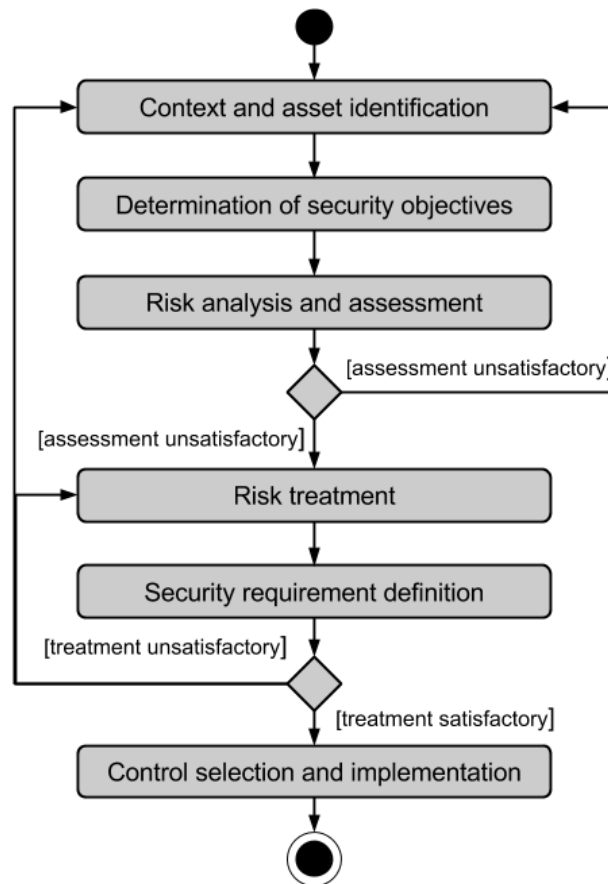 Context and asset identification
Determination of security objectives
Risk analysis and assessment
[assessment unsatisfactory]
[assessment unsatisfactory]
Risk treatment
Security requirement definition
[treatment unsatisfactory]
[treatment satisfactory]
Control selection and implementation